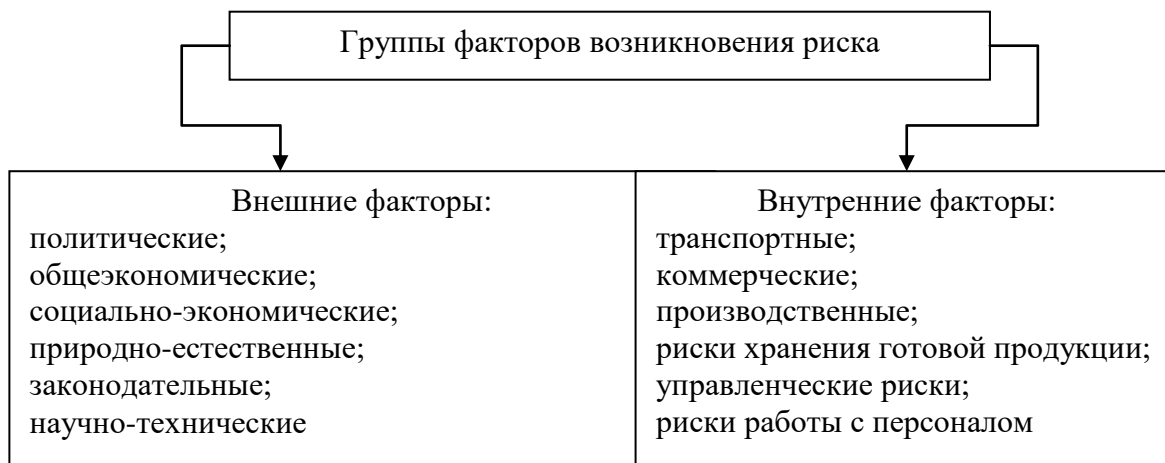 Группы факторов возникновения риска
Внешние факторы:
политические;
общеэкономические;
социально-экономические;
природно-естественные;
законодательные;
научно-технические
Внутренние факторы:
транспортные;
коммерческие;
производственные;
риски хранения готовой продукции;
управленческие риски;
риски работы с персоналом